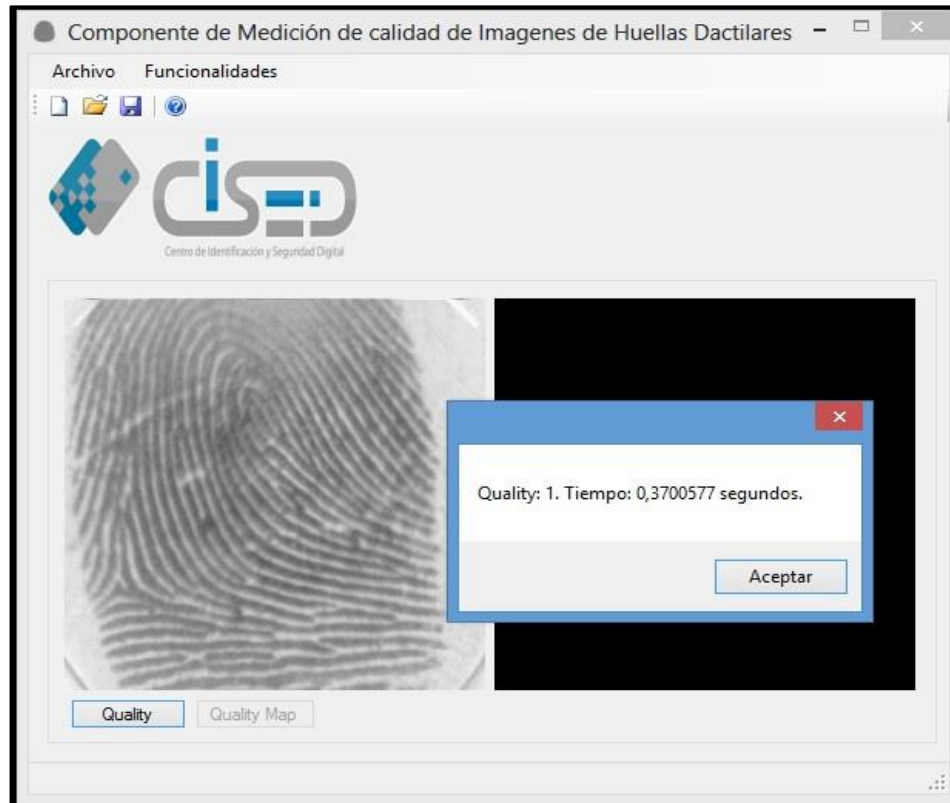 Componente de Medición de calidad de Imagenes de Huellas Dactilares
Archivo Funcionalidades
CISED
Centro de Identificación y Seguridad Digital
Quality: 1. Tiempo: 0,3700577 segundos.
Aceptar
Quality Quality Map